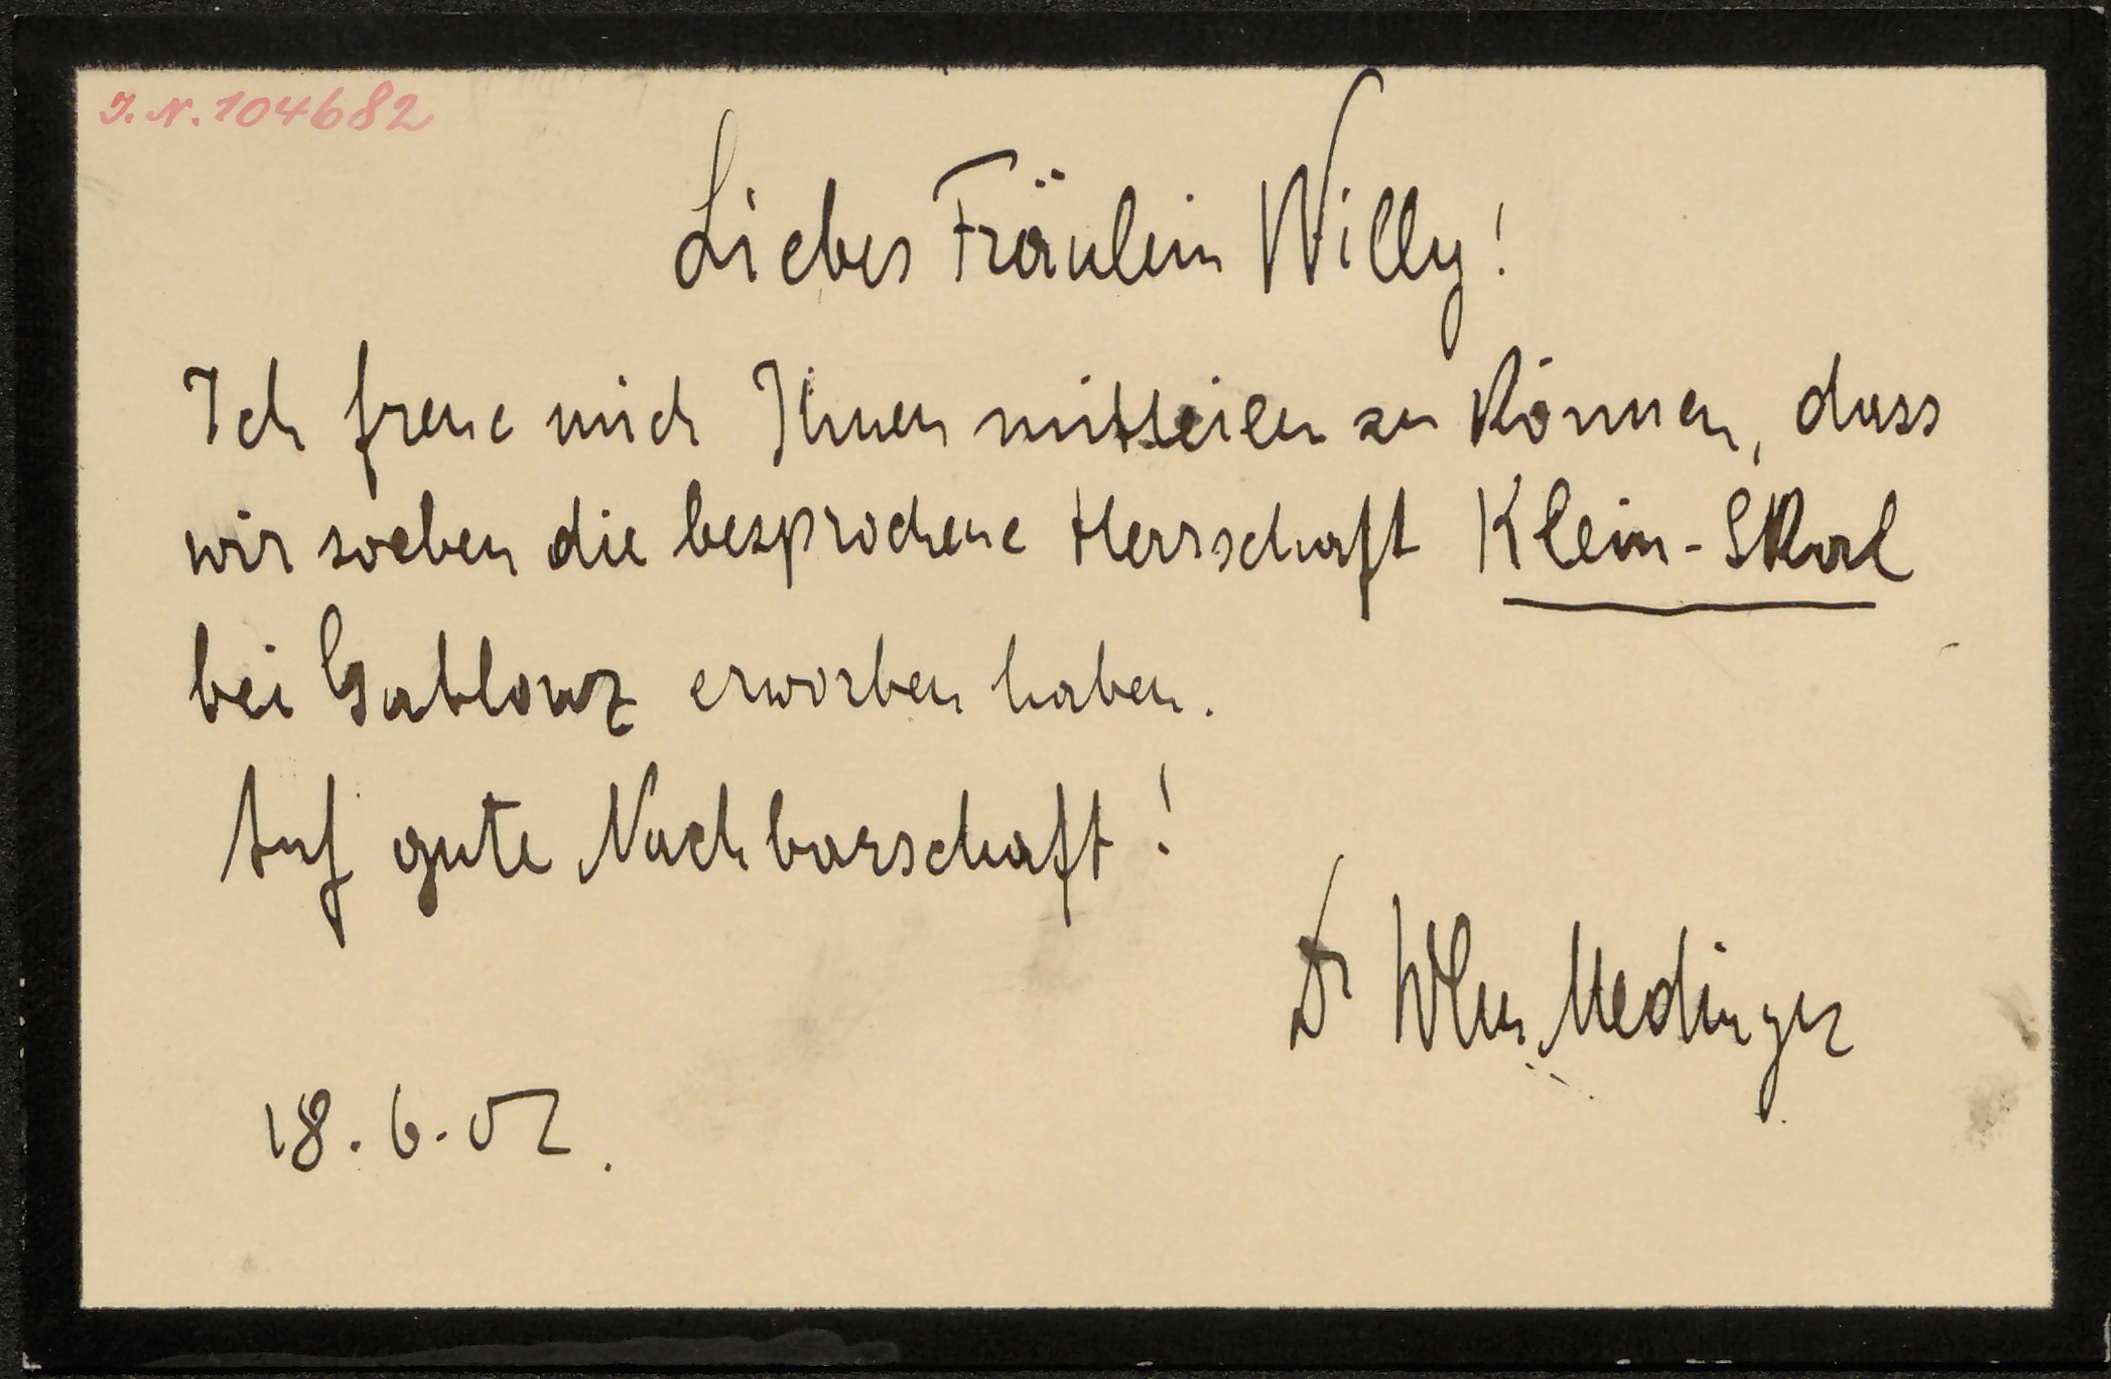 I. N. 104682
Liebes Fräulein Willy!
Ich freue mich Ihnen mitteilen zu können, dass
wir soeben die besprochene Herrschaft Klein-Skal
bei Gablonz erworben haben.
Auf gute Nachbarschaft!
Dr Medinger
18. 6. 02.